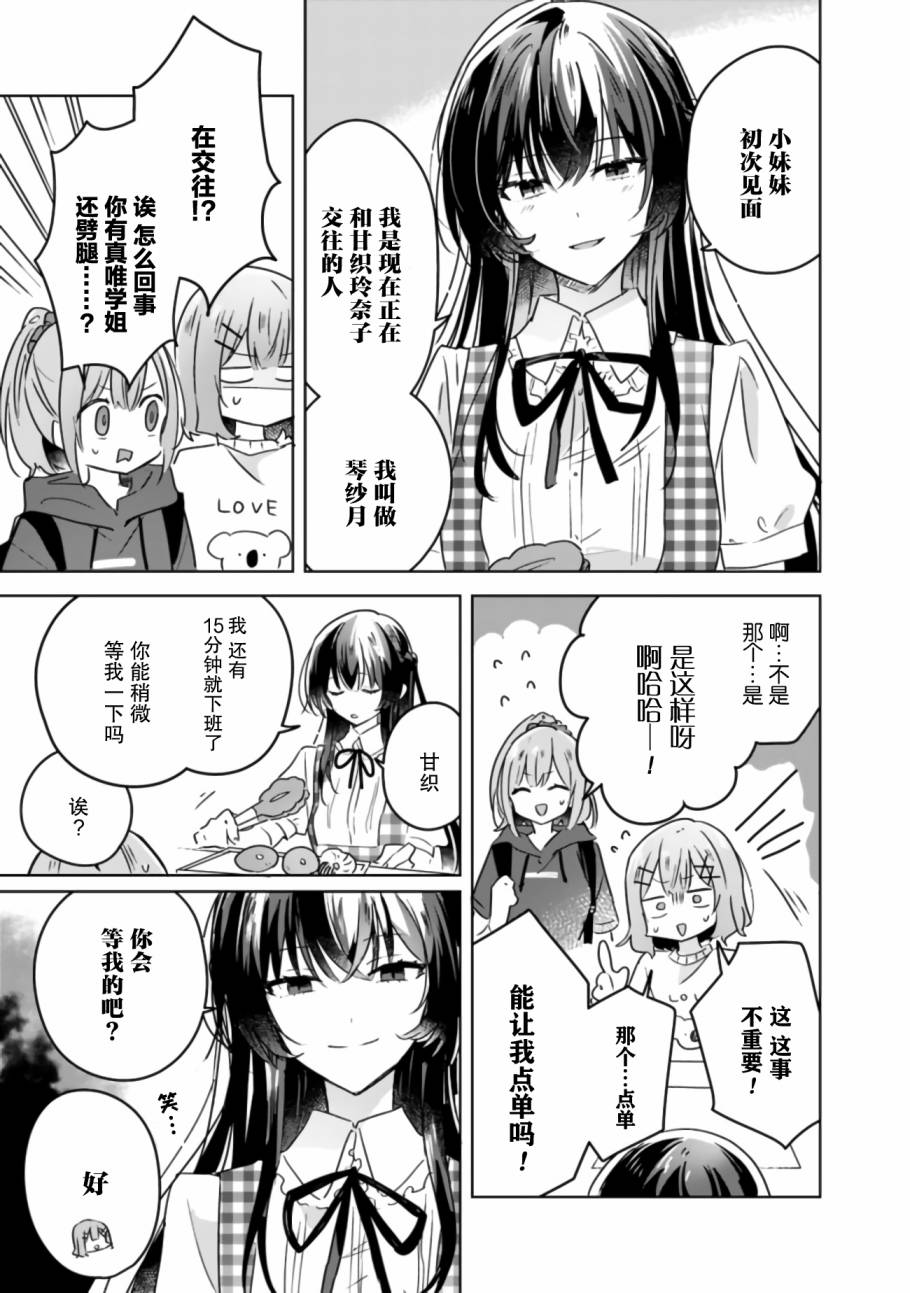 小妹妹
初次见面
我是现在正在
和甘织玲奈子
交往的人
我叫做
琴纱月
在交往!?
诶 怎么回事
你有真唯学姐
还劈腿……?
LOVE
啊…不是
那个…是
是这样呀
啊哈哈—!
这 这事
不重要!
那个…点单
能让我点单吗!
甘织
我 还有
15分钟就下班了
你能稍微
等我一下吗
诶?
你会
等我的吧?
笑…
好